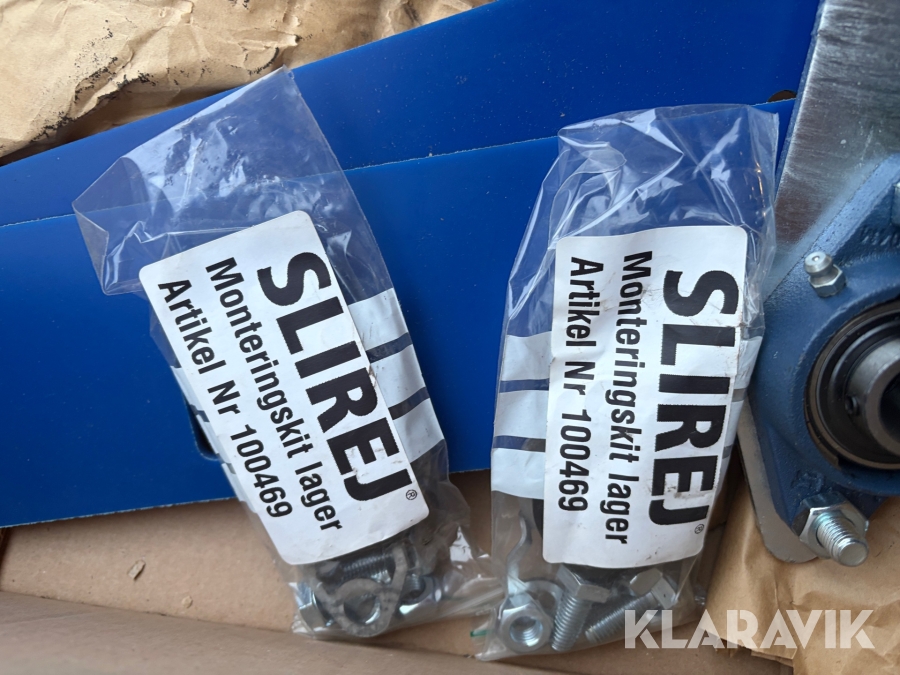 SLIREJ®
Monteringskit lager
Artikel Nr 100469
SLIREJ®
Monteringskit lager
Artikel Nr 100469
KLARAVIK